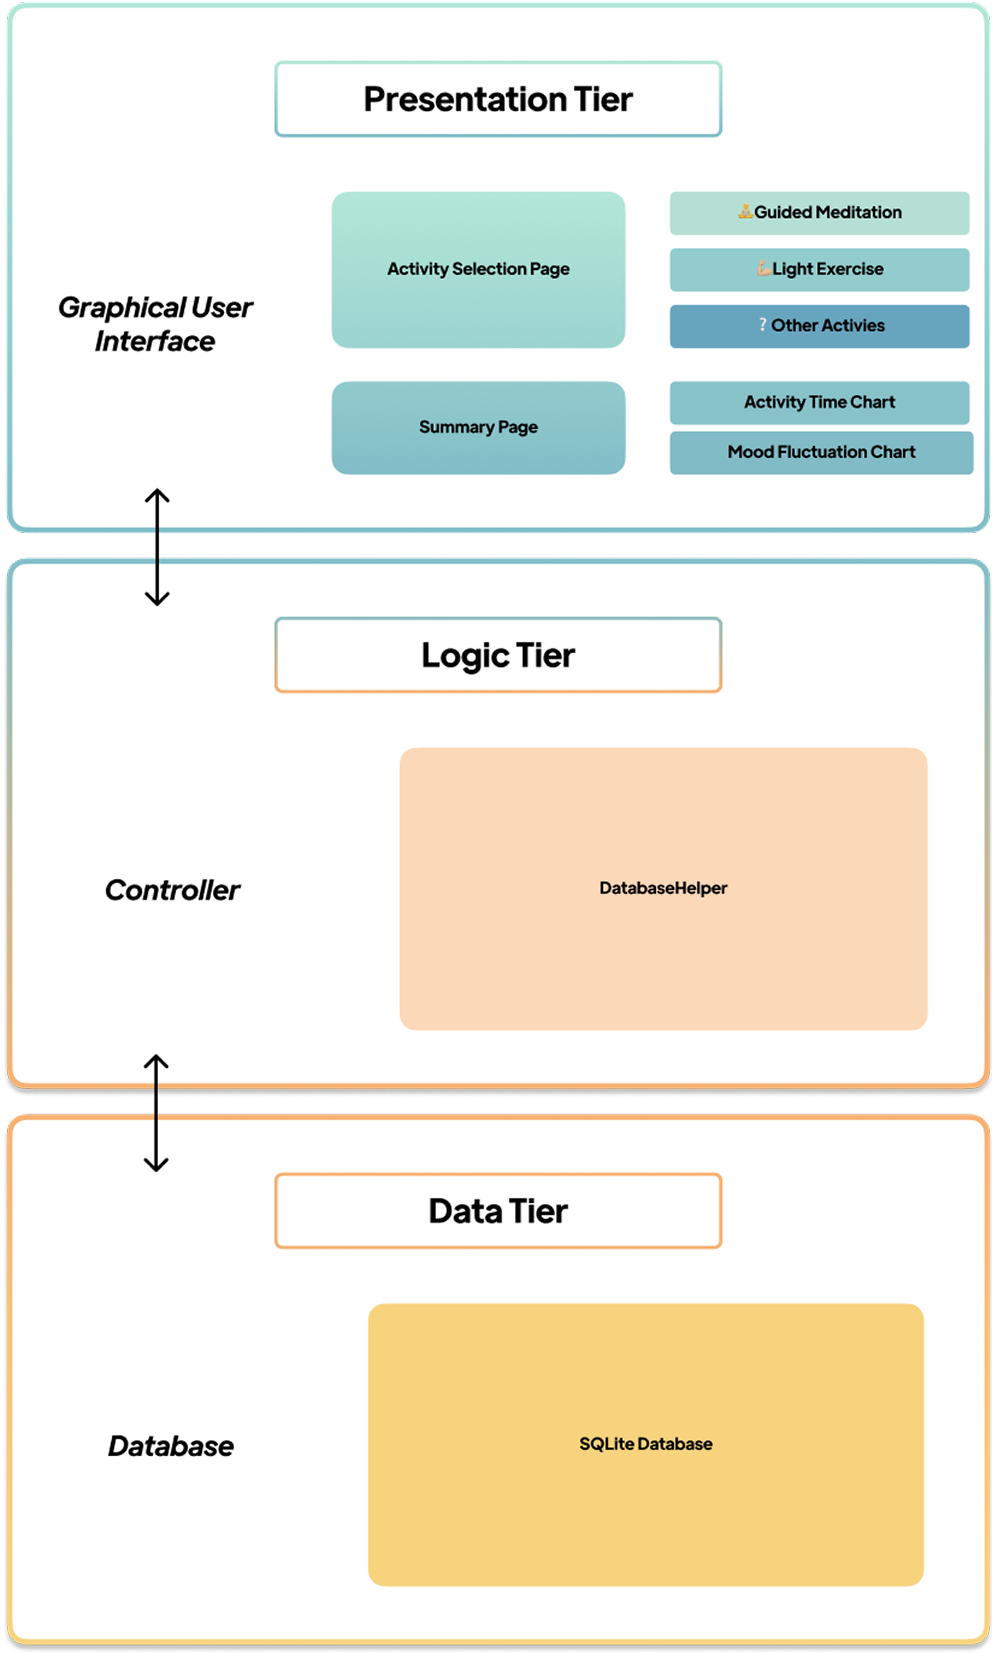 Presentation Tier
Graphical User
Interface
Activity Selection Page
🧘Guided Meditation
💪🏼Light Exercise
❔ Other Activies
Summary Page
Activity Time Chart
Mood Fluctuation Chart
Logic Tier
Controller
DatabaseHelper
Data Tier
Database
SQLite Database